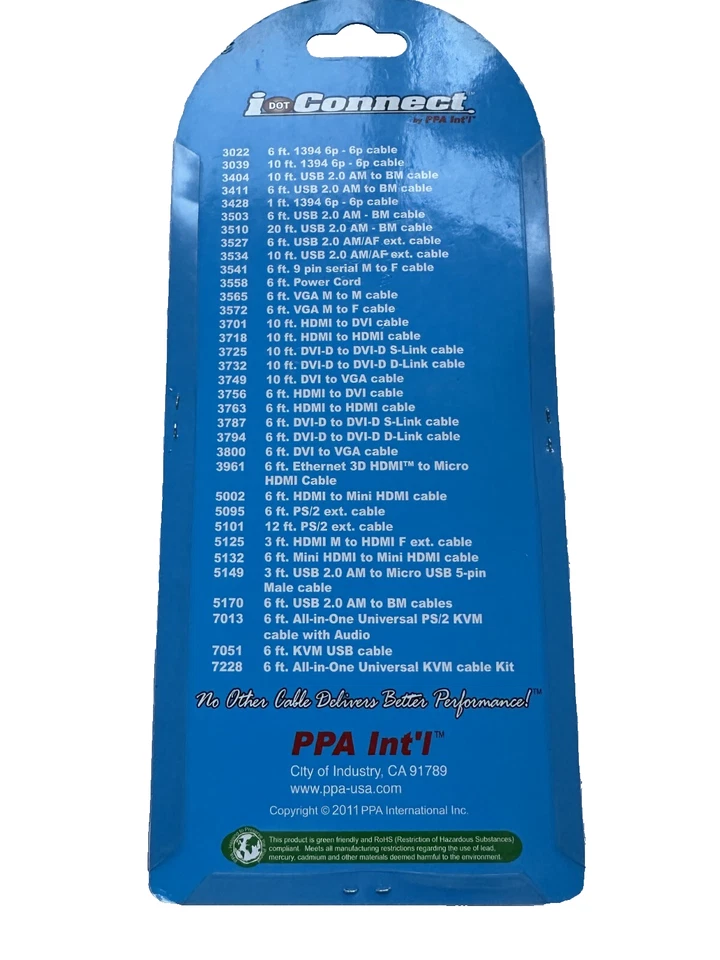 i DOT Connect
by PPA Int'l
3022 6 ft. 1394 6p - 6p cable
3039 10 ft. 1394 6p - 6p cable
3404 10 ft. USB 2.0 AM to BM cable
3411 6 ft. USB 2.0 AM to BM cable
3428 1 ft. 1394 6p - 6p cable
3503 6 ft. USB 2.0 AM - BM cable
3510 20 ft. USB 2.0 AM - BM cable
3527 6 ft. USB 2.0 AM/AF ext. cable
3534 10 ft. USB 2.0 AM/AF ext. cable
3541 6 ft. 9 pin serial M to F cable
3558 6 ft. Power Cord
3565 6 ft. VGA M to M cable
3572 6 ft. VGA M to F cable
3701 10 ft. HDMI to DVI cable
3718 10 ft. HDMI to HDMI cable
3725 10 ft. DVI-D to DVI-D S-Link cable
3732 10 ft. DVI-D to DVI-D D-Link cable
3749 10 ft. DVI to VGA cable
3756 6 ft. HDMI to DVI cable
3763 6 ft. HDMI to HDMI cable
3787 6 ft. DVI-D to DVI-D S-Link cable
3794 6 ft. DVI-D to DVI-D D-Link cable
3800 6 ft. DVI to VGA cable
3961 6 ft. Ethernet 3D HDMI™ to Micro
HDMI Cable
5002 6 ft. HDMI to Mini HDMI cable
5095 6 ft. PS/2 ext. cable
5101 12 ft. PS/2 ext. cable
5125 3 ft. HDMI M to HDMI F ext. cable
5132 6 ft. Mini HDMI to Mini HDMI cable
5149 3 ft. USB 2.0 AM to Micro USB 5-pin
Male cable
5170 6 ft. USB 2.0 AM to BM cables
7013 6 ft. All-in-One Universal PS/2 KVM
cable with Audio
7051 6 ft. KVM USB cable
7228 6 ft. All-in-One Universal KVM cable Kit
No Other Cable Delivers Better Performance!™
PPA Int'l™
City of Industry, CA 91789
www.ppa-usa.com
Copyright © 2011 PPA International Inc.
This product is green friendly and RoHS (Restriction of Hazardous Substances)
compliant. Meets all manufacturing restrictions regarding the use of lead,
mercury, cadmium and other materials deemed harmful to the environment.